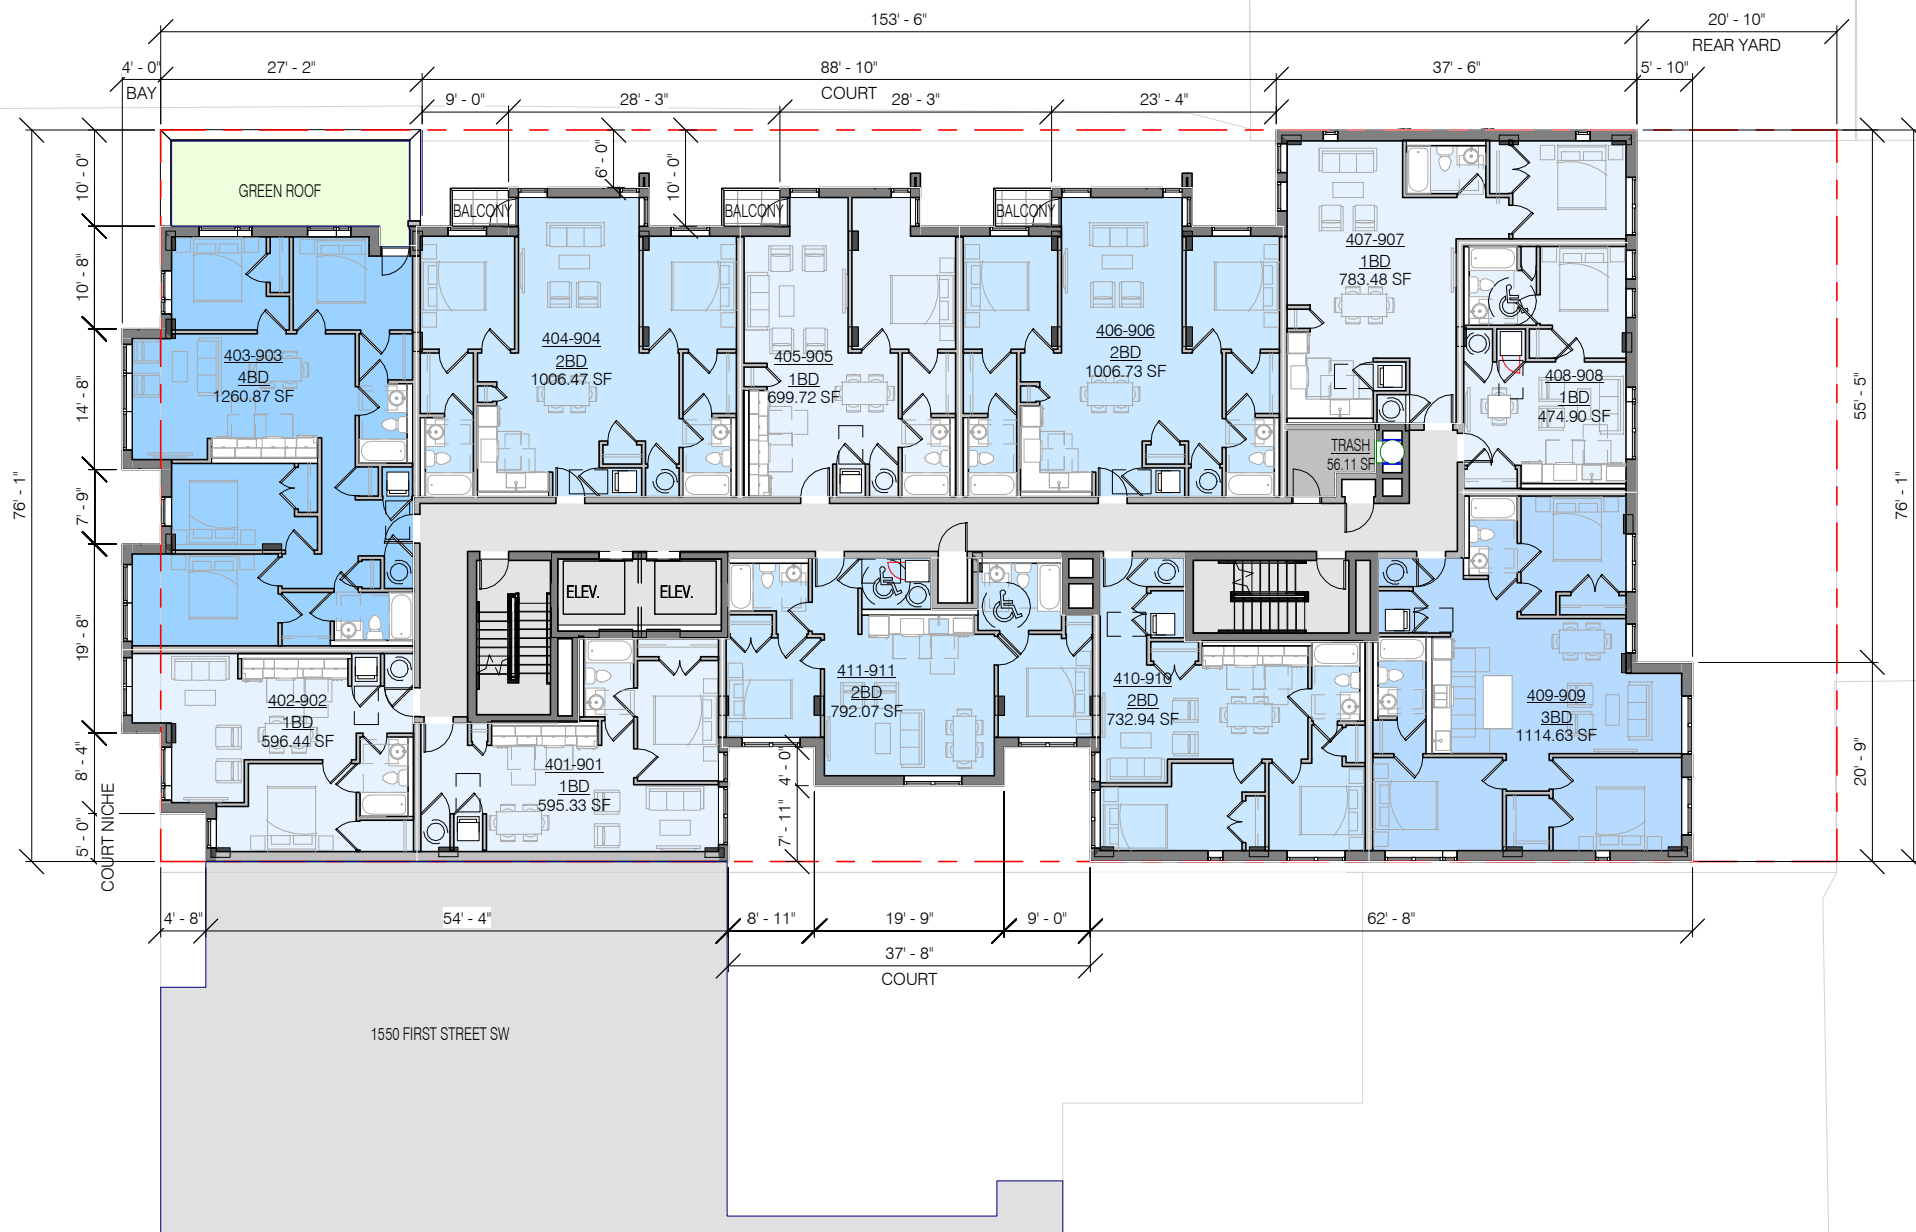 153' - 6"
20' - 10"
REAR YARD
4' - 0"
BAY
27' - 2"
88' - 10"
COURT
37' - 6"
5' - 10"
9' - 0"
28' - 3"
28' - 3"
23' - 4"
6' - 0"
10' - 0"
10' - 0"
10' - 8"
14' - 8"
7' - 9"
19' - 8"
8' - 4"
5' - 0"
COURT NICHE
76' - 1"
GREEN ROOF
BALCONY
BALCONY
BALCONY
403-903
4BD
1260.87 SF
404-904
2BD
1006.47 SF
405-905
1BD
699.72 SF
406-906
2BD
1006.73 SF
407-907
1BD
783.48 SF
408-908
1BD
474.90 SF
TRASH
56.11 SF
55' - 5"
76' - 1"
20' - 9"
ELEV.
ELEV.
402-902
1BD
596.44 SF
401-901
1BD
595.33 SF
411-911
2BD
792.07 SF
410-910
2BD
732.94 SF
409-909
3BD
1114.63 SF
4' - 0"
7' - 11"
4' - 8"
54' - 4"
8' - 11"
19' - 9"
9' - 0"
62' - 8"
37' - 8"
COURT
1550 FIRST STREET SW